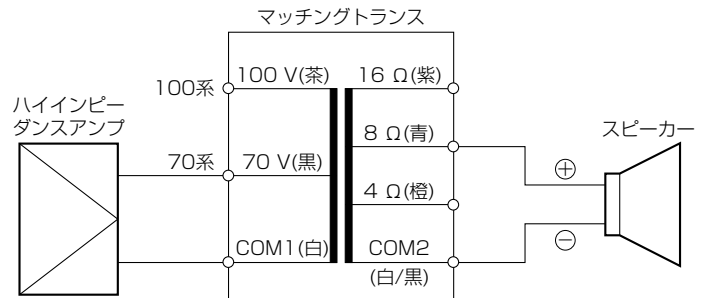 マッチングトランス
100系
100 V(茶)
16 Ω(紫)
ハイインピー
ダンスアンプ
8 Ω(青)
スピーカー
70系
70 V(黒)
⊕
4 Ω(橙)
COM1(白)
COM2
(白/黒)
⊖